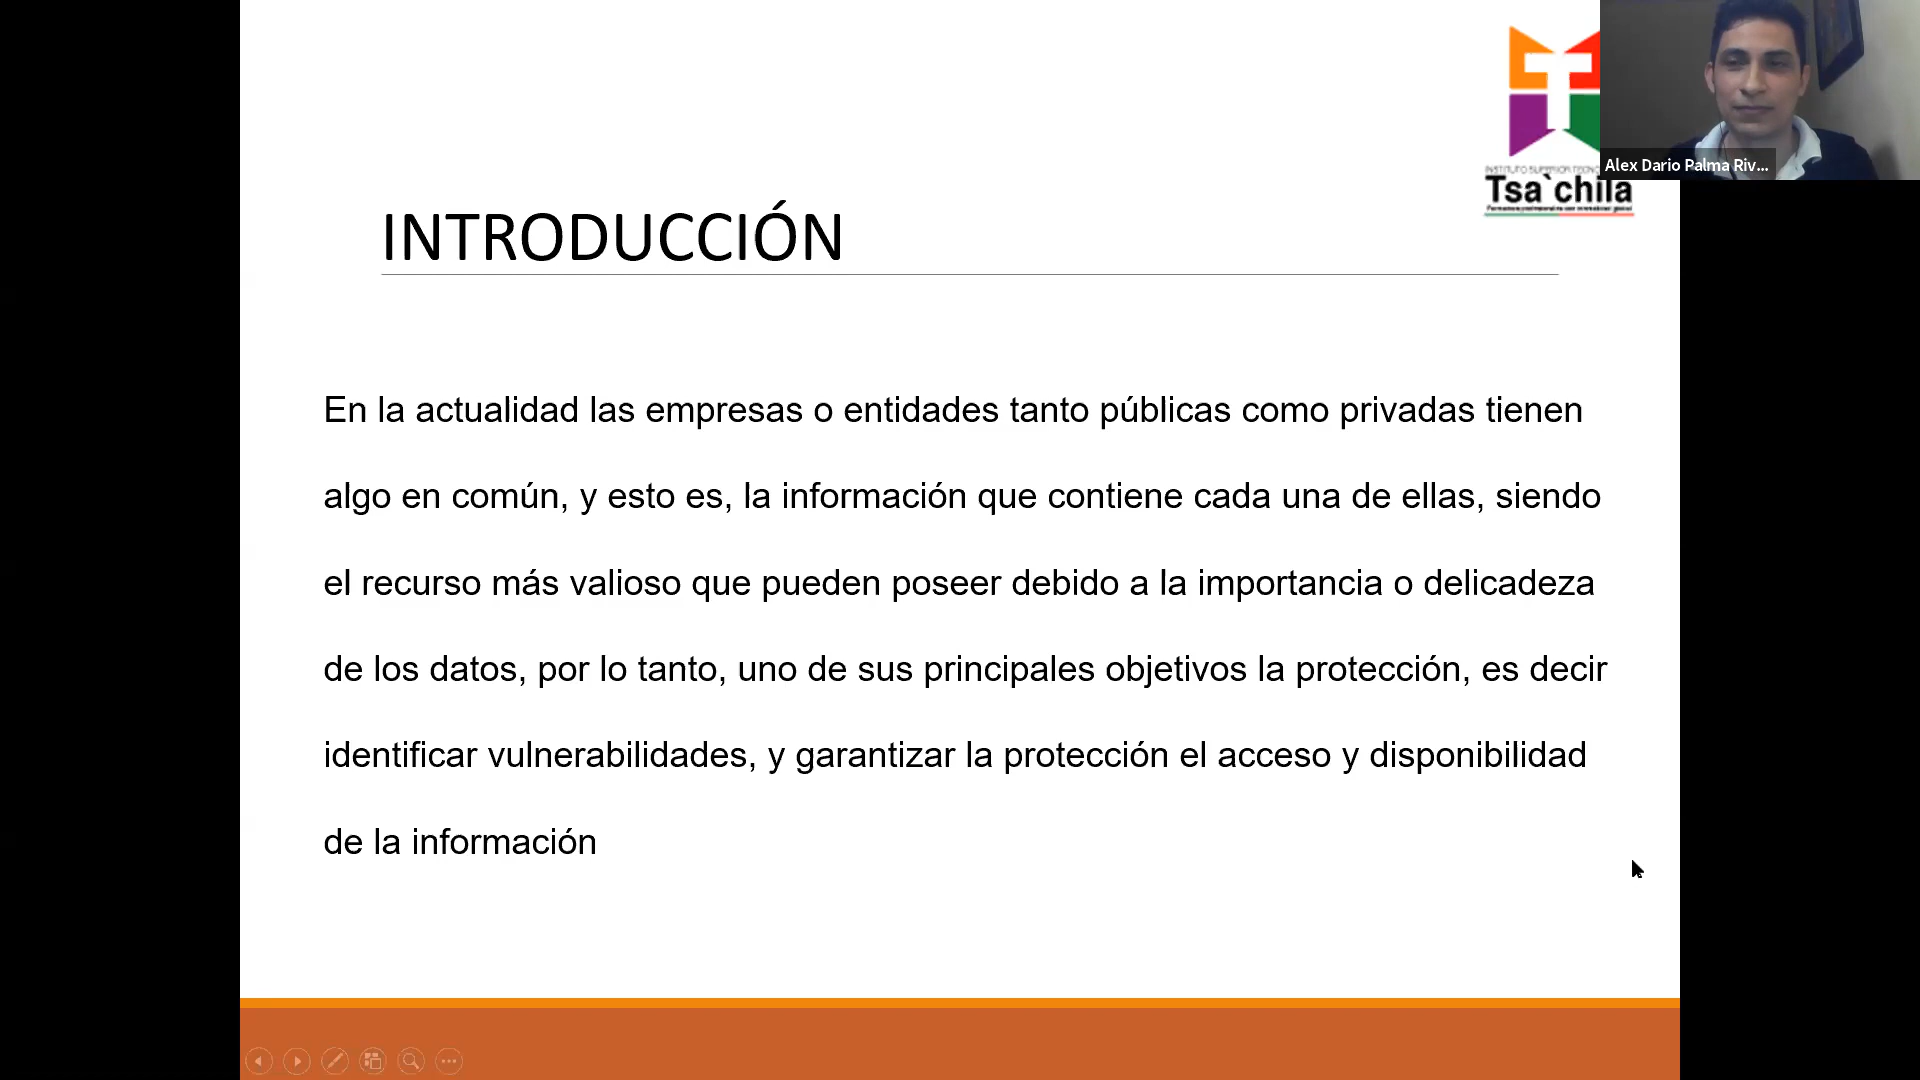 INSTITUTO SUPERIOR TECNO
Tsa`chila
Alex Dario Palma Riv...
INTRODUCCIÓN
En la actualidad las empresas o entidades tanto públicas como privadas tienen
algo en común, y esto es, la información que contiene cada una de ellas, siendo
el recurso más valioso que pueden poseer debido a la importancia o delicadeza
de los datos, por lo tanto, uno de sus principales objetivos la protección, es decir
identificar vulnerabilidades, y garantizar la protección el acceso y disponibilidad
de la información